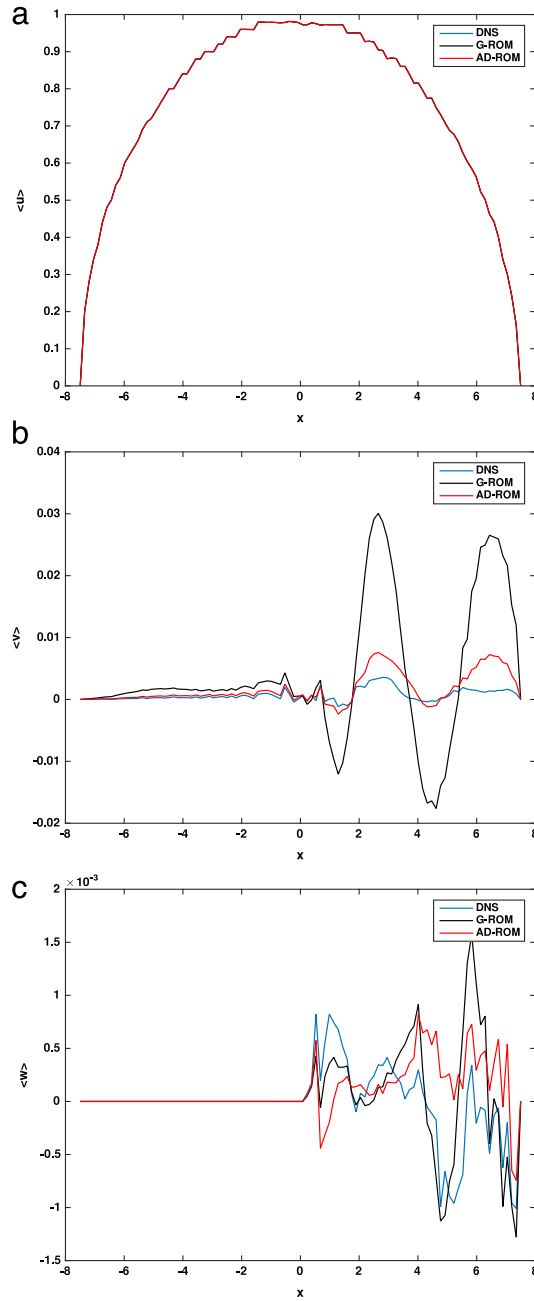 a
1
0.9
0.8
0.7
0.6
0.5
0.4
0.3
0.2
0.1
0
<u>
-8 -6 -4 -2 0 2 4 6 8
x
DNS
G-ROM
AD-ROM
b
0.04
0.03
0.02
0.01
0
-0.01
-0.02
<v>
-8 -6 -4 -2 0 2 4 6 8
x
DNS
G-ROM
AD-ROM
c
× 10⁻³
2
1.5
1
0.5
0
-0.5
-1
-1.5
<w>
-8 -6 -4 -2 0 2 4 6 8
x
DNS
G-ROM
AD-ROM